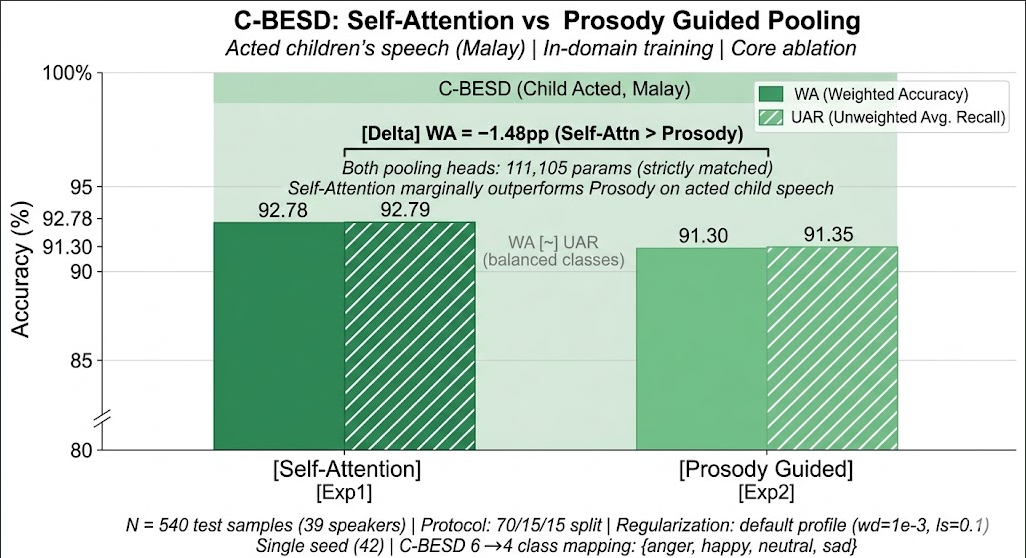 C-BESD: Self-Attention vs Prosody Guided Pooling
Acted children's speech (Malay) | In-domain training | Core ablation
100%
C-BESD (Child Acted, Malay)
WA (Weighted Accuracy)
UAR (Unweighted Avg. Recall)
[Delta] WA = −1.48pp (Self-Attn > Prosody)
Both pooling heads: 111,105 params (strictly matched)
Self-Attention marginally outperforms Prosody on acted child speech
95
92.78
91.30
90
85
80
Accuracy (%)
92.78
92.79
WA [~] UAR
(balanced classes)
91.30
91.35
[Self-Attention]
[Exp1]
[Prosody Guided]
[Exp2]
N = 540 test samples (39 speakers) | Protocol: 70/15/15 split | Regularization: default profile (wd=1e-3, ls=0.1)
Single seed (42) | C-BESD 6→4 class mapping: {anger, happy, neutral, sad}